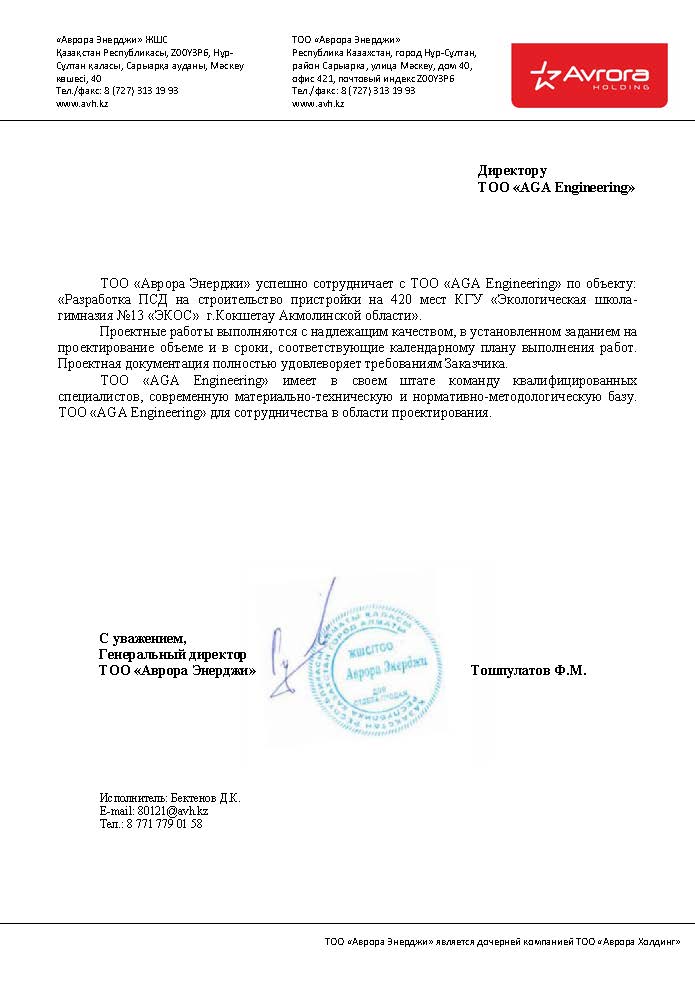 «Аврора Энерджи» ЖШС
Қазақстан Республикасы, Z00Y3P6, Нұр-
Сұлтан қаласы, Сарыарқа ауданы, Мәскеу
көшесі, 40
Тел./факс: 8 (727) 313 19 93
www.avh.kz
ТОО «Аврора Энерджи»
Республика Казахстан, город Нұр-Сұлтан,
район Сарыарка, улица Мәскеу, дом 40,
офис 421, почтовый индекс Z00Y3P6
Тел./факс: 8 (727) 313 19 93
www.avh.kz
Avrora
HOLDING
Директору
ТОО «AGA Engineering»
ТОО «Аврора Энерджи» успешно сотрудничает с ТОО «AGA Engineering» по объекту:
«Разработка ПСД на строительство пристройки на 420 мест КГУ «Экологическая школа-
гимназия №13 «ЭКОС» г.Кокшетау Акмолинской области».
Проектные работы выполняются с надлежащим качеством, в установленном заданием на
проектирование объеме и в сроки, соответствующие календарному плану выполнения работ.
Проектная документация полностью удовлеворяет требованиям Заказчика.
ТОО «AGA Engineering» имеет в своем штате команду квалифицированных
специалистов, современную материально-техническую и нормативно-методологическую базу.
ТОО «AGA Engineering» для сотрудничества в области проектирования.
С уважением,
Генеральный директор
ТОО «Аврора Энерджи»
ЖШС/ТОО
Аврора Энерджи
ДЛЯ
ОТДЕЛА ПРОДАЖ
Тошпулатов Ф.М.
Исполнитель: Бектенов Д.К.
E-mail: 80121@avh.kz
Тел.: 8 771 779 01 58
ТОО «Аврора Энерджи» является дочерней компанией ТОО «Аврора Холдинг»